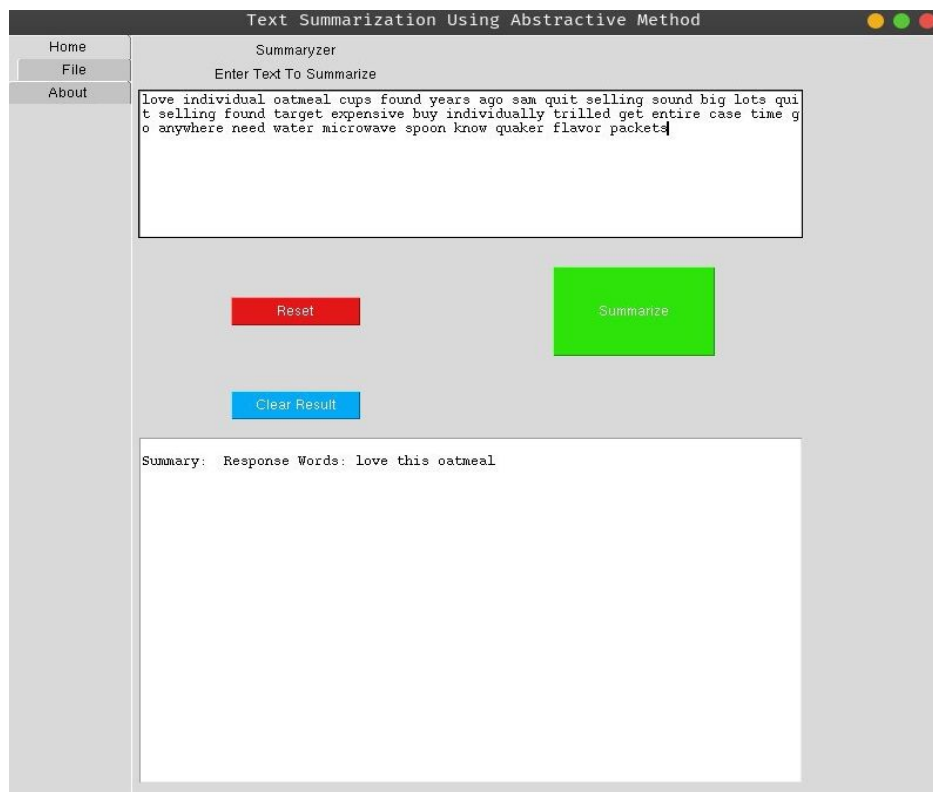 Text Summarization Using Abstractive Method
Home
File
About
Summaryzer
Enter Text To Summarize
love individual oatmeal cups found years ago sam quit selling sound big lots qui
t selling found target expensive buy individually trilled get entire case time g
o anywhere need water microwave spoon know quaker flavor packets
Reset
Summarize
Clear Result
Summary:  Response Words: love this oatmeal